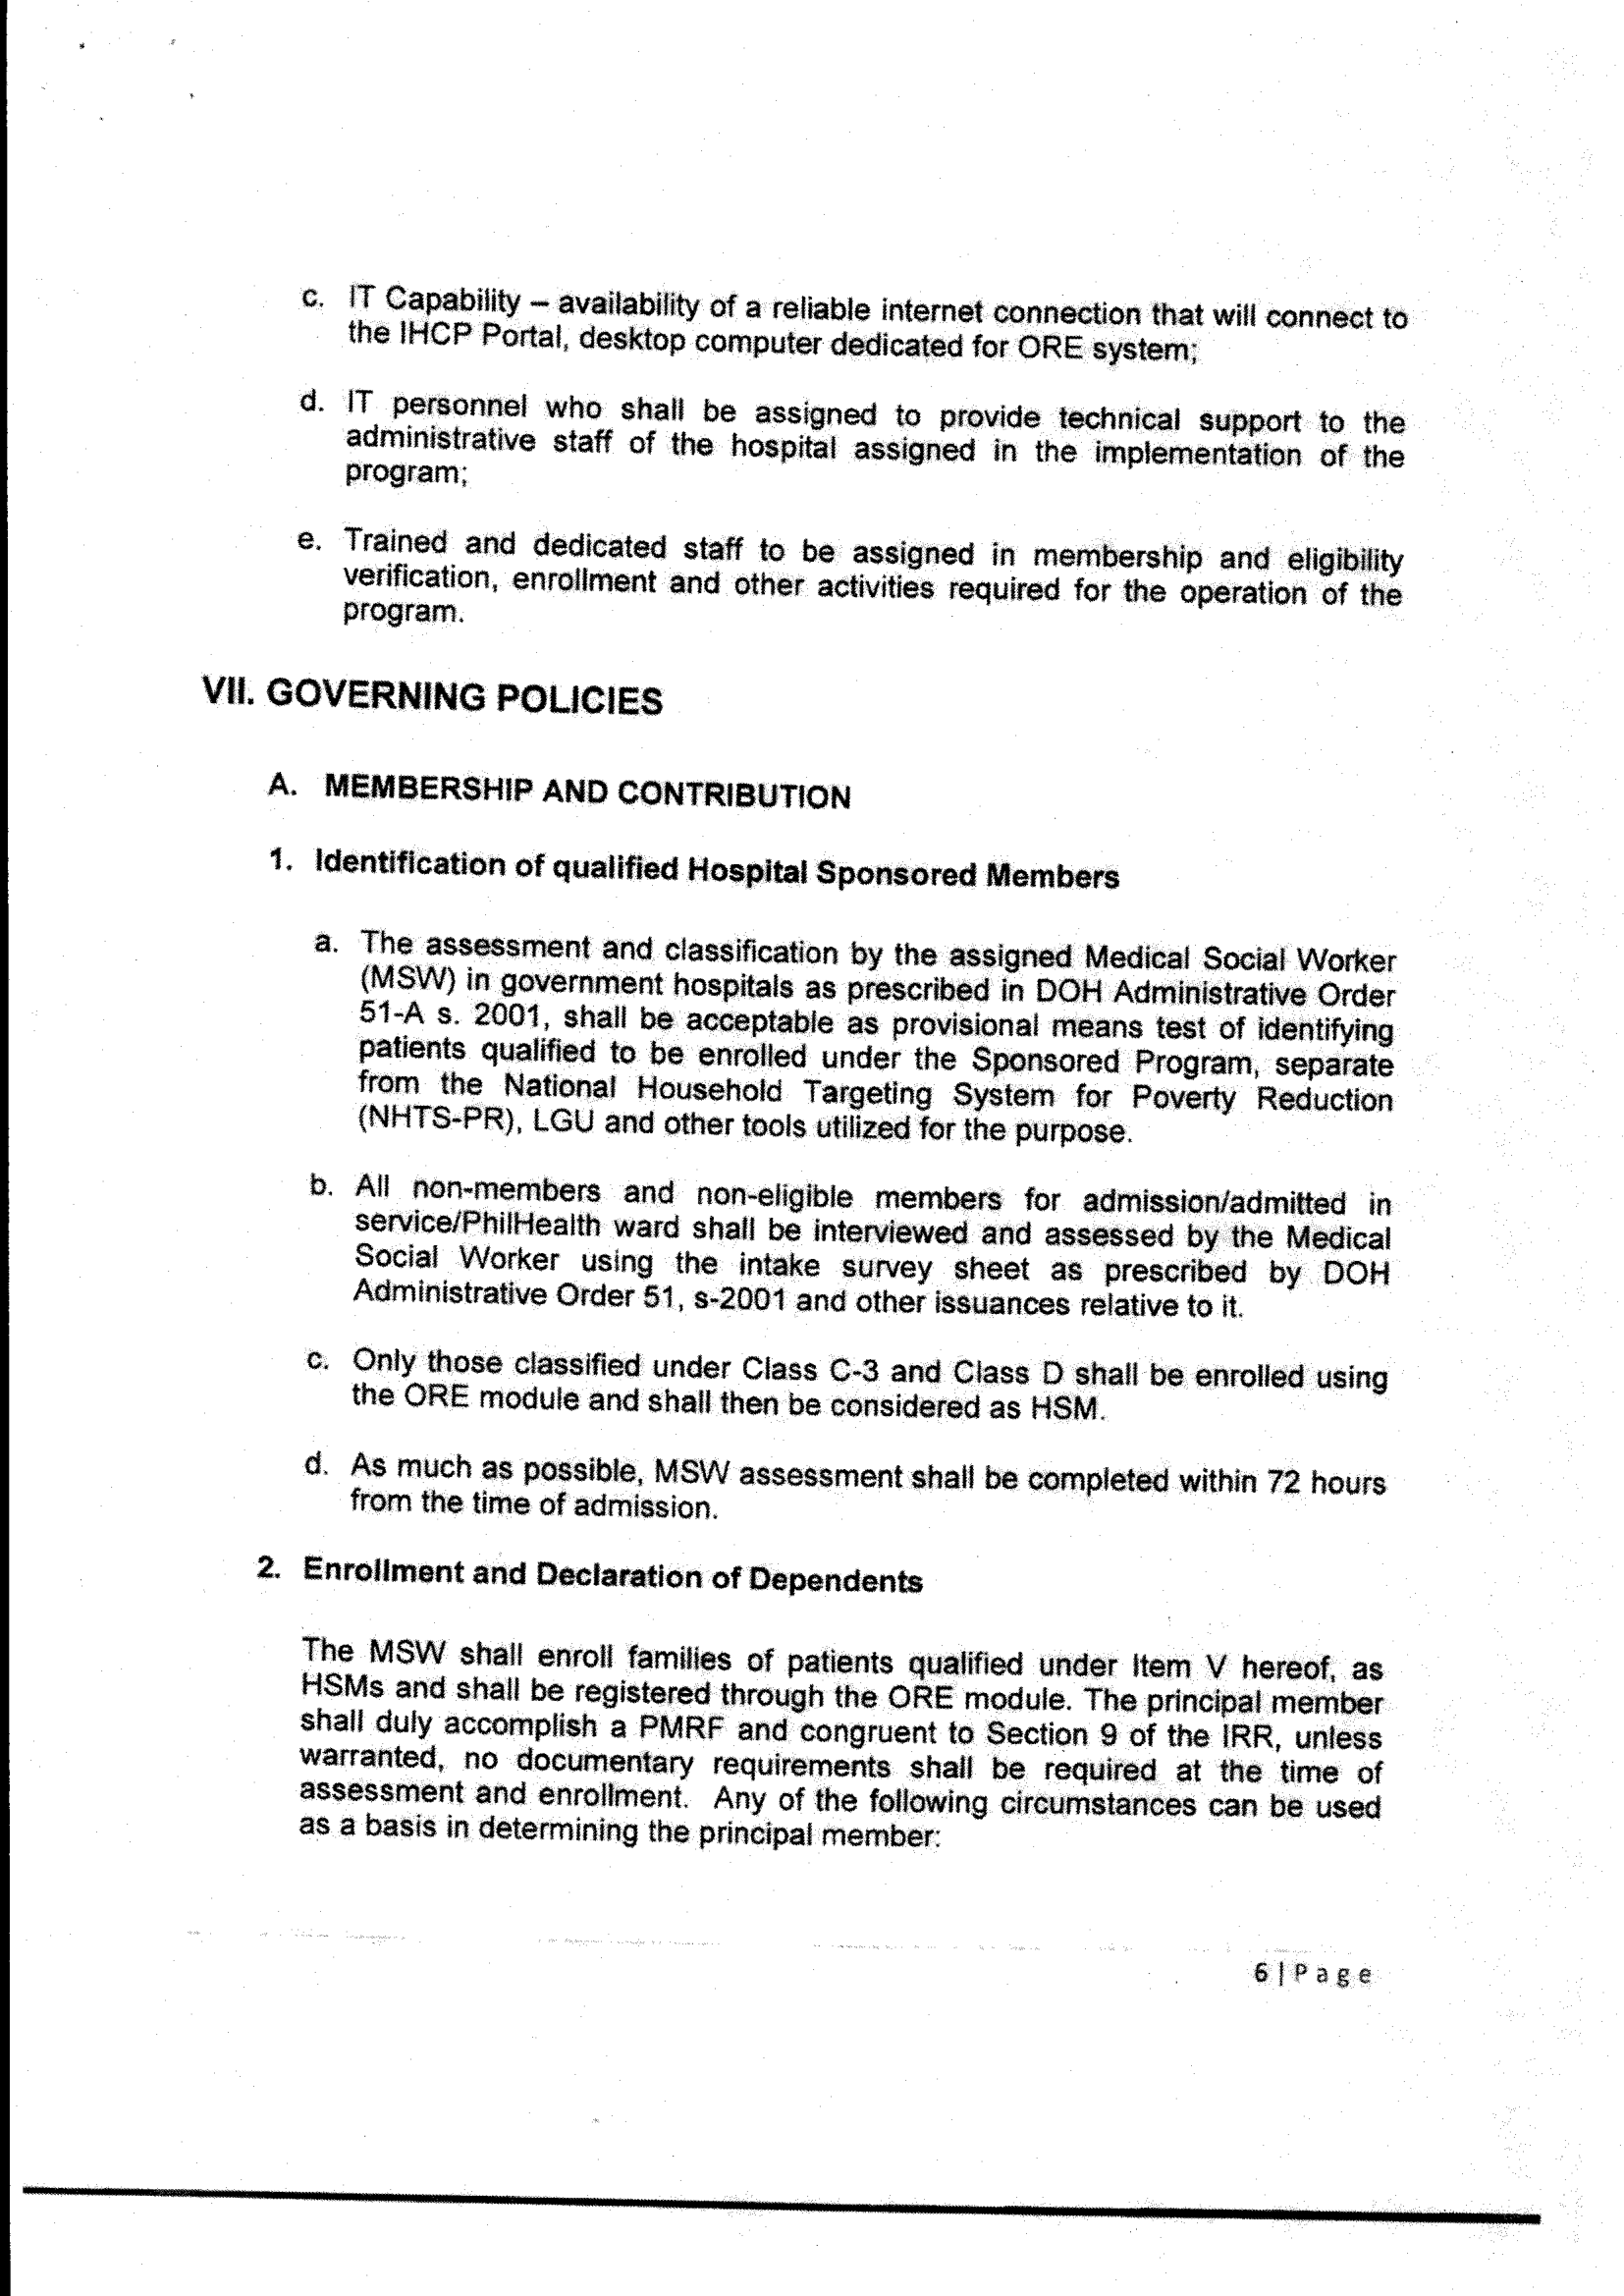 c. IT Capability – availability of a reliable internet connection that will connect to
the IHCP Portal, desktop computer dedicated for ORE system;
d. IT personnel who shall be assigned to provide technical support to the
administrative staff of the hospital assigned in the implementation of the
program;
e. Trained and dedicated staff to be assigned in membership and eligibility
verification, enrollment and other activities required for the operation of the
program.
VII. GOVERNING POLICIES
A. MEMBERSHIP AND CONTRIBUTION
1. Identification of qualified Hospital Sponsored Members
a. The assessment and classification by the assigned Medical Social Worker
(MSW) in government hospitals as prescribed in DOH Administrative Order
51-A s. 2001, shall be acceptable as provisional means test of identifying
patients qualified to be enrolled under the Sponsored Program, separate
from the National Household Targeting System for Poverty Reduction
(NHTS-PR), LGU and other tools utilized for the purpose.
b. All non-members and non-eligible members for admission/admitted in
service/PhilHealth ward shall be interviewed and assessed by the Medical
Social Worker using the intake survey sheet as prescribed by DOH
Administrative Order 51, s-2001 and other issuances relative to it.
c. Only those classified under Class C-3 and Class D shall be enrolled using
the ORE module and shall then be considered as HSM.
d. As much as possible, MSW assessment shall be completed within 72 hours
from the time of admission.
2. Enrollment and Declaration of Dependents
The MSW shall enroll families of patients qualified under Item V hereof, as
HSMs and shall be registered through the ORE module. The principal member
shall duly accomplish a PMRF and congruent to Section 9 of the IRR, unless
warranted, no documentary requirements shall be required at the time of
assessment and enrollment. Any of the following circumstances can be used
as a basis in determining the principal member:
6 | P a g e